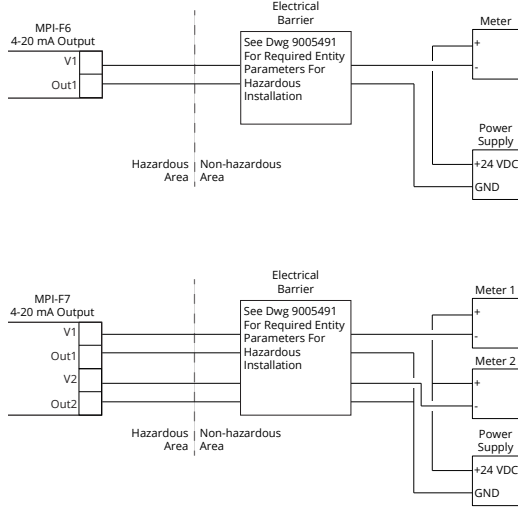 Electrical
Barrier
MPI-F6
4-20 mA Output
Meter
V1
Out1
See Dwg 9005491
For Required Entity
Parameters For
Hazardous
Installation
+
-
Power
Supply
+24 VDC
GND
Hazardous
Area
Non-hazardous
Area
Electrical
Barrier
MPI-F7
4-20 mA Output
Meter 1
V1
Out1
V2
Out2
See Dwg 9005491
For Required Entity
Parameters For
Hazardous
Installation
+
-
Meter 2
+
-
Hazardous
Area
Non-hazardous
Area
Power
Supply
+24 VDC
GND